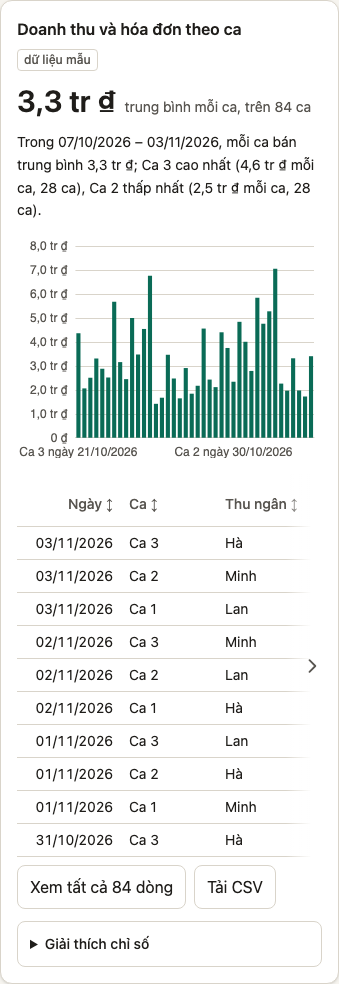 Doanh thu và hóa đơn theo ca
dữ liệu mẫu
3,3 tr ₫ trung bình mỗi ca, trên 84 ca
Trong 07/10/2026 – 03/11/2026, mỗi ca bán
trung bình 3,3 tr ₫; Ca 3 cao nhất (4,6 tr ₫ mỗi
ca, 28 ca), Ca 2 thấp nhất (2,5 tr ₫ mỗi ca, 28
ca).
8,0 tr ₫
7,0 tr ₫
6,0 tr ₫
5,0 tr ₫
4,0 tr ₫
3,0 tr ₫
2,0 tr ₫
1,0 tr ₫
0 ₫
Ca 3 ngày 21/10/2026 Ca 2 ngày 30/10/2026
Ngày ↕ Ca ↕ Thu ngân ↕
03/11/2026 Ca 3 Hà
03/11/2026 Ca 2 Minh
03/11/2026 Ca 1 Lan
02/11/2026 Ca 3 Minh
02/11/2026 Ca 2 Lan
02/11/2026 Ca 1 Hà
01/11/2026 Ca 3 Lan
01/11/2026 Ca 2 Hà
01/11/2026 Ca 1 Minh
31/10/2026 Ca 3 Hà
Xem tất cả 84 dòng Tải CSV
▶ Giải thích chỉ số